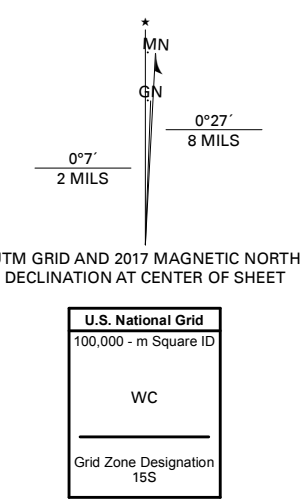 ★
MN
GN
0°27´
8 MILS
0°7´
2 MILS
UTM GRID AND 2017 MAGNETIC NORTH
DECLINATION AT CENTER OF SHEET
U.S. National Grid
100,000 - m Square ID
WC
Grid Zone Designation
15S